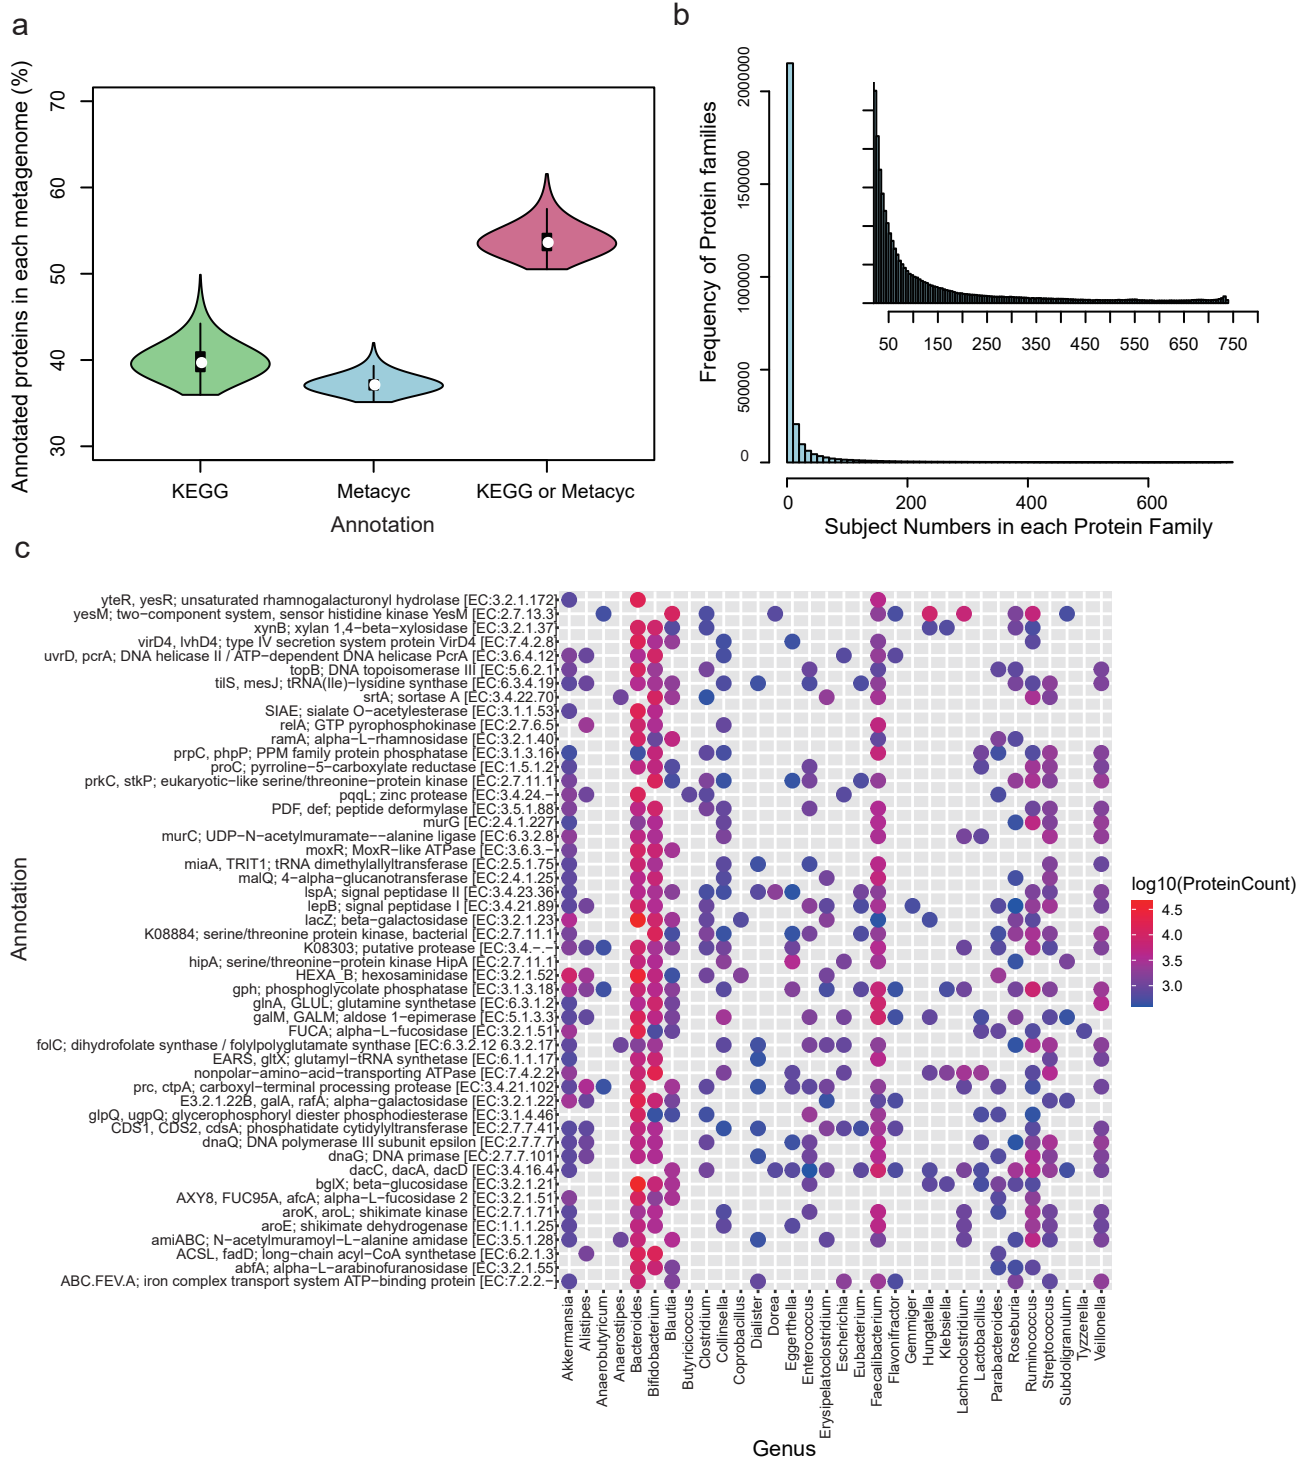 a
Annotated proteins in each metagenome (%)
70
60
50
40
30
KEGG
Metacyc
KEGG or Metacyc
Annotation
b
Frequency of Protein families
2000000
1500000
1000000
500000
0
50
150
250
350
450
550
650
750
0
200
400
600
Subject Numbers in each Protein Family
c
Annotation
yteR, yesR; unsaturated rhamnogalacturonyl hydrolase [EC:3.2.1.172]
yesM; two−component system, sensor histidine kinase YesM [EC:2.7.13.3
xynB; xylan 1,4−beta−xylosidase [EC:3.2.1.37]
virD4, lvhD4; type IV secretion system protein VirD4 [EC:7.4.2.8]
uvrD, pcrA; DNA helicase II / ATP−dependent DNA helicase PcrA [EC:3.6.4.12]
topB; DNA topoisomerase III [EC:5.6.2.1]
tilS, mesJ; tRNA(Ile)−lysidine synthase [EC:6.3.4.19]
srtA; sortase A [EC:3.4.22.70]
SIAE; sialate O−acetylesterase [EC:3.1.1.53]
relA; GTP pyrophosphokinase [EC:2.7.6.5]
ramA; alpha−L−rhamnosidase [EC:3.2.1.40]
prpC, phpP; PPM family protein phosphatase [EC:3.1.3.16]
proC; pyrroline−5−carboxylate reductase [EC:1.5.1.2]
prkC, stkP; eukaryotic−like serine/threonine−protein kinase [EC:2.7.11.1]
pqqL; zinc protease [EC:3.4.24.−]
PDF, def; peptide deformylase [EC:3.5.1.88]
murG [EC:2.4.1.227]
murC; UDP−N−acetylmuramate−−alanine ligase [EC:6.3.2.8]
moxR; MoxR−like ATPase [EC:3.6.3.−]
miaA, TRIT1; tRNA dimethylallyltransferase [EC:2.5.1.75]
malQ; 4−alpha−glucanotransferase [EC:2.4.1.25]
lspA; signal peptidase II [EC:3.4.23.36]
lepB; signal peptidase I [EC:3.4.21.89]
lacZ; beta−galactosidase [EC:3.2.1.23]
K08884; serine/threonine protein kinase, bacterial [EC:2.7.11.1]
K08303; putative protease [EC:3.4.−.−]
hipA; serine/threonine−protein kinase HipA [EC:2.7.11.1]
HEXA_B; hexosaminidase [EC:3.2.1.52]
gph; phosphoglycolate phosphatase [EC:3.1.3.18]
glnA, GLUL; glutamine synthetase [EC:6.3.1.2]
galM, GALM; aldose 1−epimerase [EC:5.1.3.3]
FUCA; alpha−L−fucosidase [EC:3.2.1.51]
folC; dihydrofolate synthase / folylpolyglutamate synthase [EC:6.3.2.12 6.3.2.17]
EARS, gltX; glutamyl−tRNA synthetase [EC:6.1.1.17]
nonpolar−amino−acid−transporting ATPase [EC:7.4.2.2]
prc, ctpA; carboxyl−terminal processing protease [EC:3.4.21.102]
E3.2.1.22B, galA, rafA; alpha−galactosidase [EC:3.2.1.22]
glpQ, ugpQ; glycerophosphoryl diester phosphodiesterase [EC:3.1.4.46]
CDS1, CDS2, cdsA; phosphatidate cytidylyltransferase [EC:2.7.7.41]
dnaQ; DNA polymerase III subunit epsilon [EC:2.7.7.7]
dnaG; DNA primase [EC:2.7.7.101]
dacC, dacA, dacD [EC:3.4.16.4]
bglX; beta−glucosidase [EC:3.2.1.21]
AXY8, FUC95A, afcA; alpha−L−fucosidase 2 [EC:3.2.1.51]
aroK, aroL; shikimate kinase [EC:2.7.1.71]
aroE; shikimate dehydrogenase [EC:1.1.1.25]
amiABC; N−acetylmuramoyl−L−alanine amidase [EC:3.5.1.28]
ACSL, fadD; long−chain acyl−CoA synthetase [EC:6.2.1.3]
abfA; alpha−L−arabinofuranosidase [EC:3.2.1.55]
ABC.FEV.A; iron complex transport system ATP−binding protein [EC:7.2.2.−]
Akkermansia
Alistipes
Anaerobutyricum
Anaerostipes
Bacteroides
Bifidobacterium
Blautia
Butyricicoccus
Clostridium
Collinsella
Coprobacillus
Dialister
Dorea
Eggerthella
Enterococcus
Erysipelatoclostridium
Escherichia
Eubacterium
Faecalibacterium
Flavonifractor
Gemmiger
Hungatella
Klebsiella
Lachnoclostridium
Lactobacillus
Parabacteroides
Roseburia
Ruminococcus
Streptococcus
Subdoligranulum
Tyzzerella
Veillonella
Genus
log10(ProteinCount)
4.5
4.0
3.5
3.0